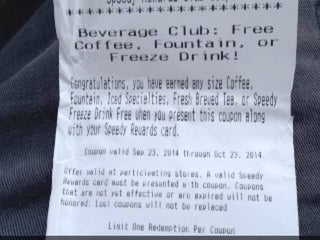 Speedy Rewards
********************
Beverage Club: Free
Coffee, Fountain, or
Freeze Drink!
Congratulations, you have earned any size Coffee,
Fountain, Iced Specialties, Fresh Brewed Tea, or Speedy
Freeze Drink Free when you present this coupon along
with your Speedy Rewards card.
Coupon valid Sep 23, 2014 through Oct 23, 2014.
Offer valid at participating stores. A valid Speedy
Rewards card must be presented with coupon. Coupons
that are not yet effective or are expired will not be
honored. Lost coupons will not be replaced
Limit One Redemption Per Coupon